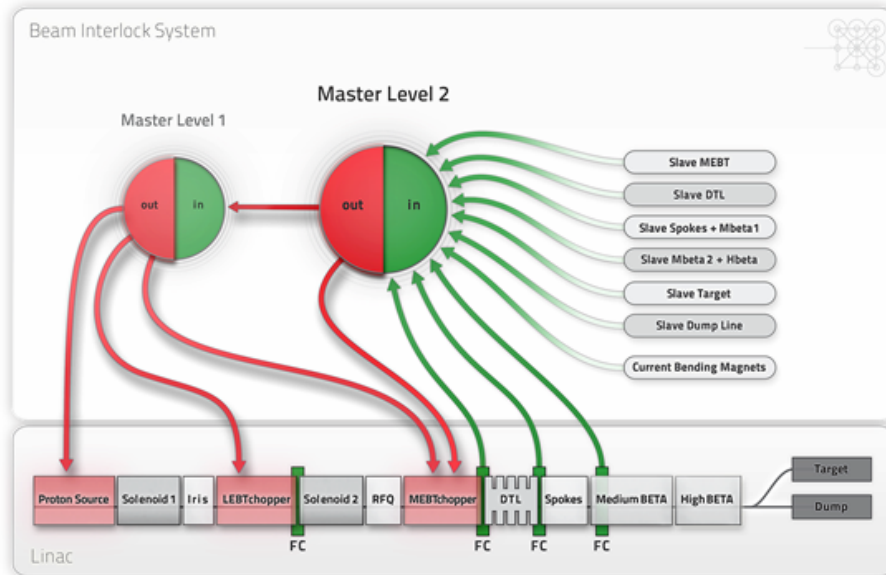 Beam Interlock System
Master Level 2
Master Level 1
out
in
out
in
Slave MEBT
Slave DTL
Slave Spokes + Mbeta1
Slave Mbeta2 + Hbeta
Slave Target
Slave Dump Line
Current Bending Magnets
Proton Source
Solenoid 1
Iris
LEBTchopper
Solenoid 2
RFQ
MEBTchopper
DTL
Spokes
Medium BETA
High BETA
Target
Dump
FC
FC
FC
FC
Linac